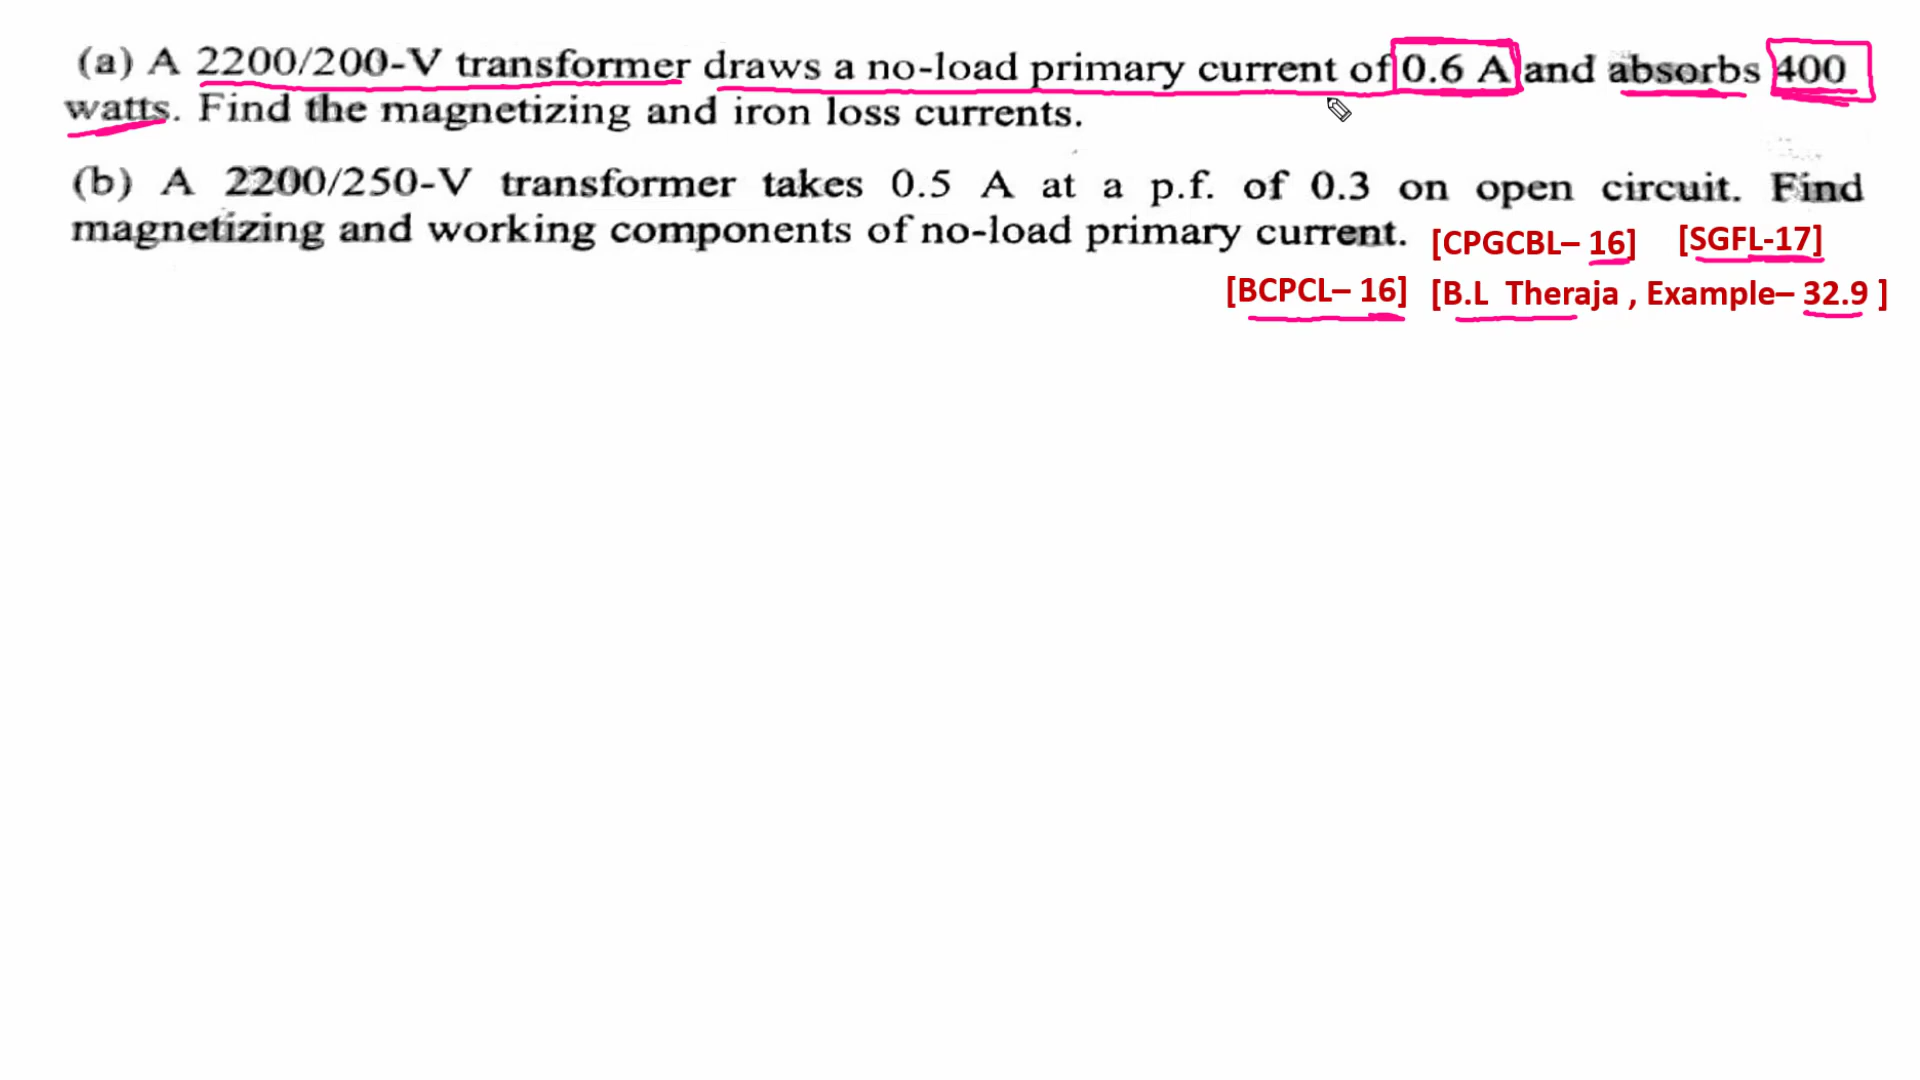 (a) A 2200/200-V transformer draws a no-load primary current of 0.6 A and absorbs 400
watts. Find the magnetizing and iron loss currents.
(b) A 2200/250-V transformer takes 0.5 A at a p.f. of 0.3 on open circuit. Find
magnetizing and working components of no-load primary current. [CPGCBL– 16] [SGFL-17]
[BCPCL– 16] [B.L Theraja , Example– 32.9 ]